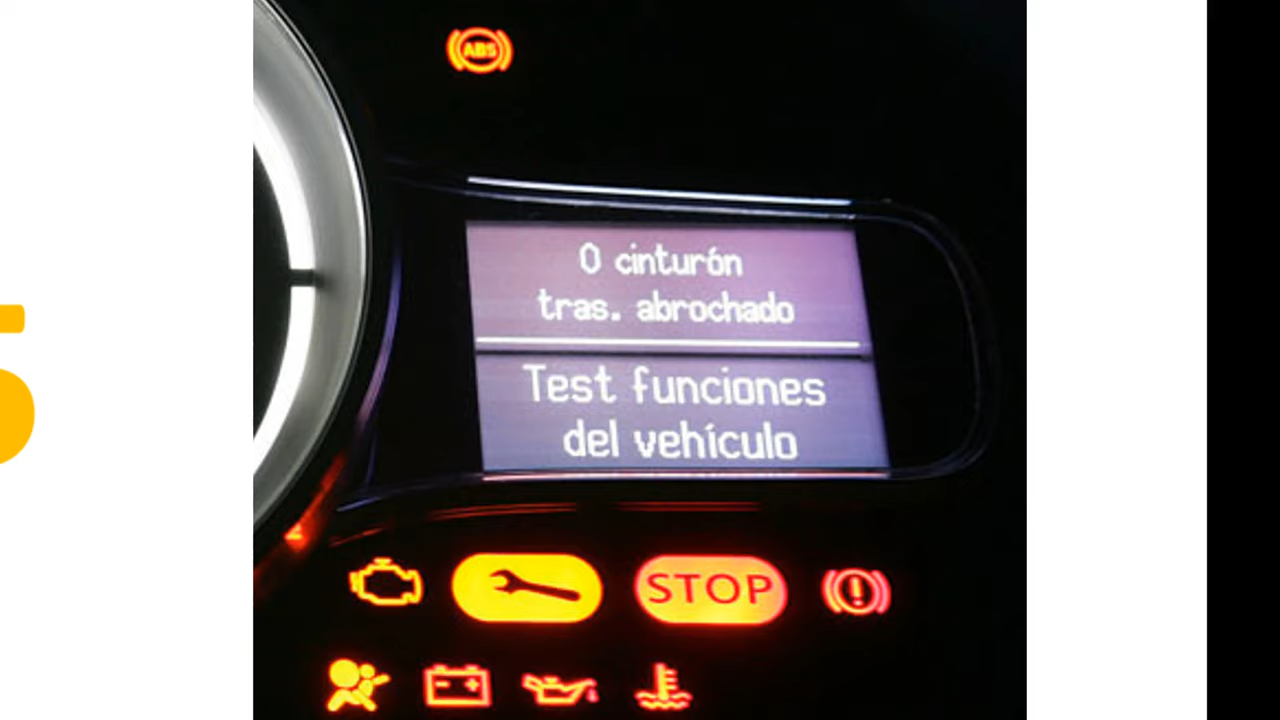 ABS
0 cinturón
tras. abrochado
Test funciones
del vehículo
STOP